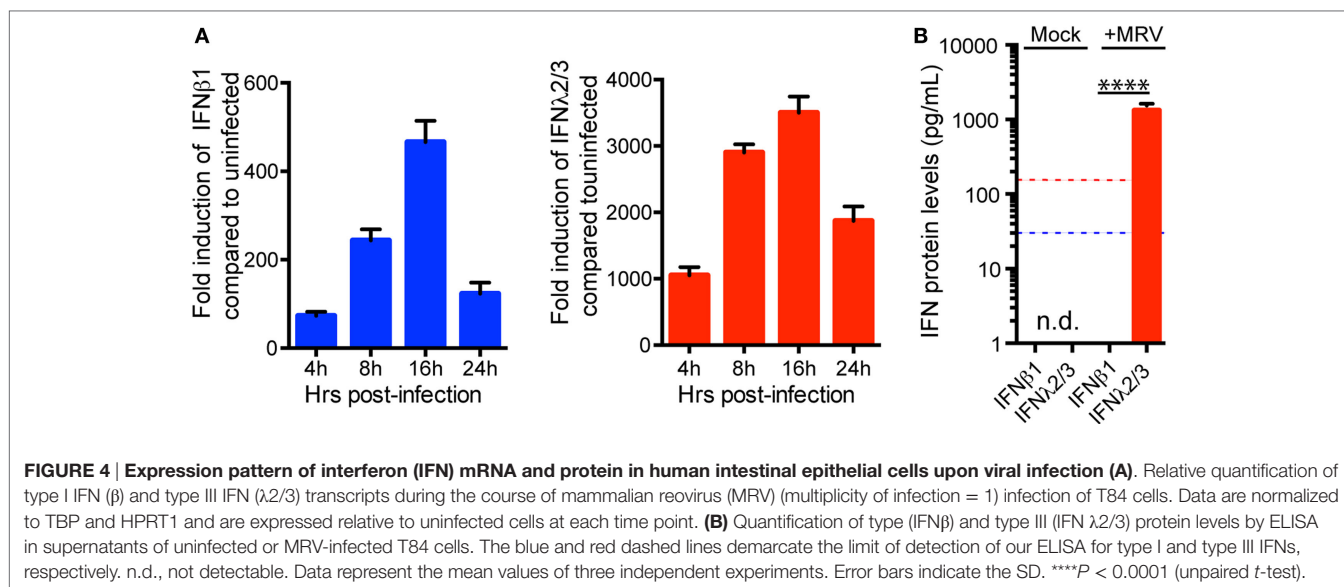 A
Fold induction of IFNβ1
compared to uninfected
600
400
200
0
4h 8h 16h 24h
Hrs post-infection
Fold induction of IFNλ2/3
compared touninfected
4000
3000
2000
1000
0
4h 8h 16h 24h
Hrs post-infection
B
Mock +MRV
IFN protein levels (pg/mL)
10000
1000
100
10
1
****
n.d.
IFNβ1
IFNλ2/3
IFNβ1
IFNλ2/3
FIGURE 4 | Expression pattern of interferon (IFN) mRNA and protein in human intestinal epithelial cells upon viral infection (A). Relative quantification of
type I IFN (β) and type III IFN (λ2/3) transcripts during the course of mammalian reovirus (MRV) (multiplicity of infection = 1) infection of T84 cells. Data are normalized
to TBP and HPRT1 and are expressed relative to uninfected cells at each time point. (B) Quantification of type (IFNβ) and type III (IFN λ2/3) protein levels by ELISA
in supernatants of uninfected or MRV-infected T84 cells. The blue and red dashed lines demarcate the limit of detection of our ELISA for type I and type III IFNs,
respectively. n.d., not detectable. Data represent the mean values of three independent experiments. Error bars indicate the SD. ****P < 0.0001 (unpaired t-test).